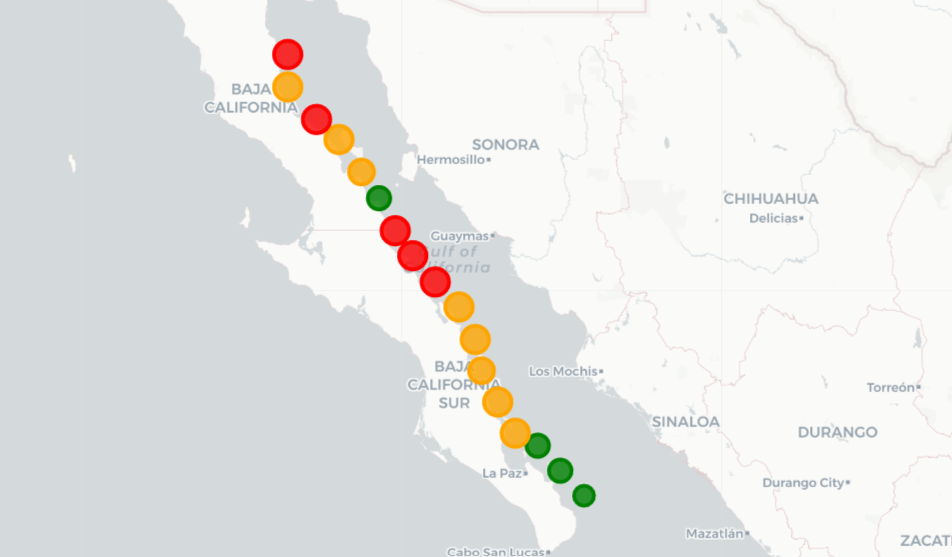 BAJA
CALIFORNIA
SONORA
Hermosillo
CHIHUAHUA
Delicias
Guaymas
Gulf of
California
BAJA
CALIFORNIA
SUR
Los Mochis
Torreón
SINALOA
DURANGO
La Paz
Durango City
Mazatlán
Cabo San Lucas